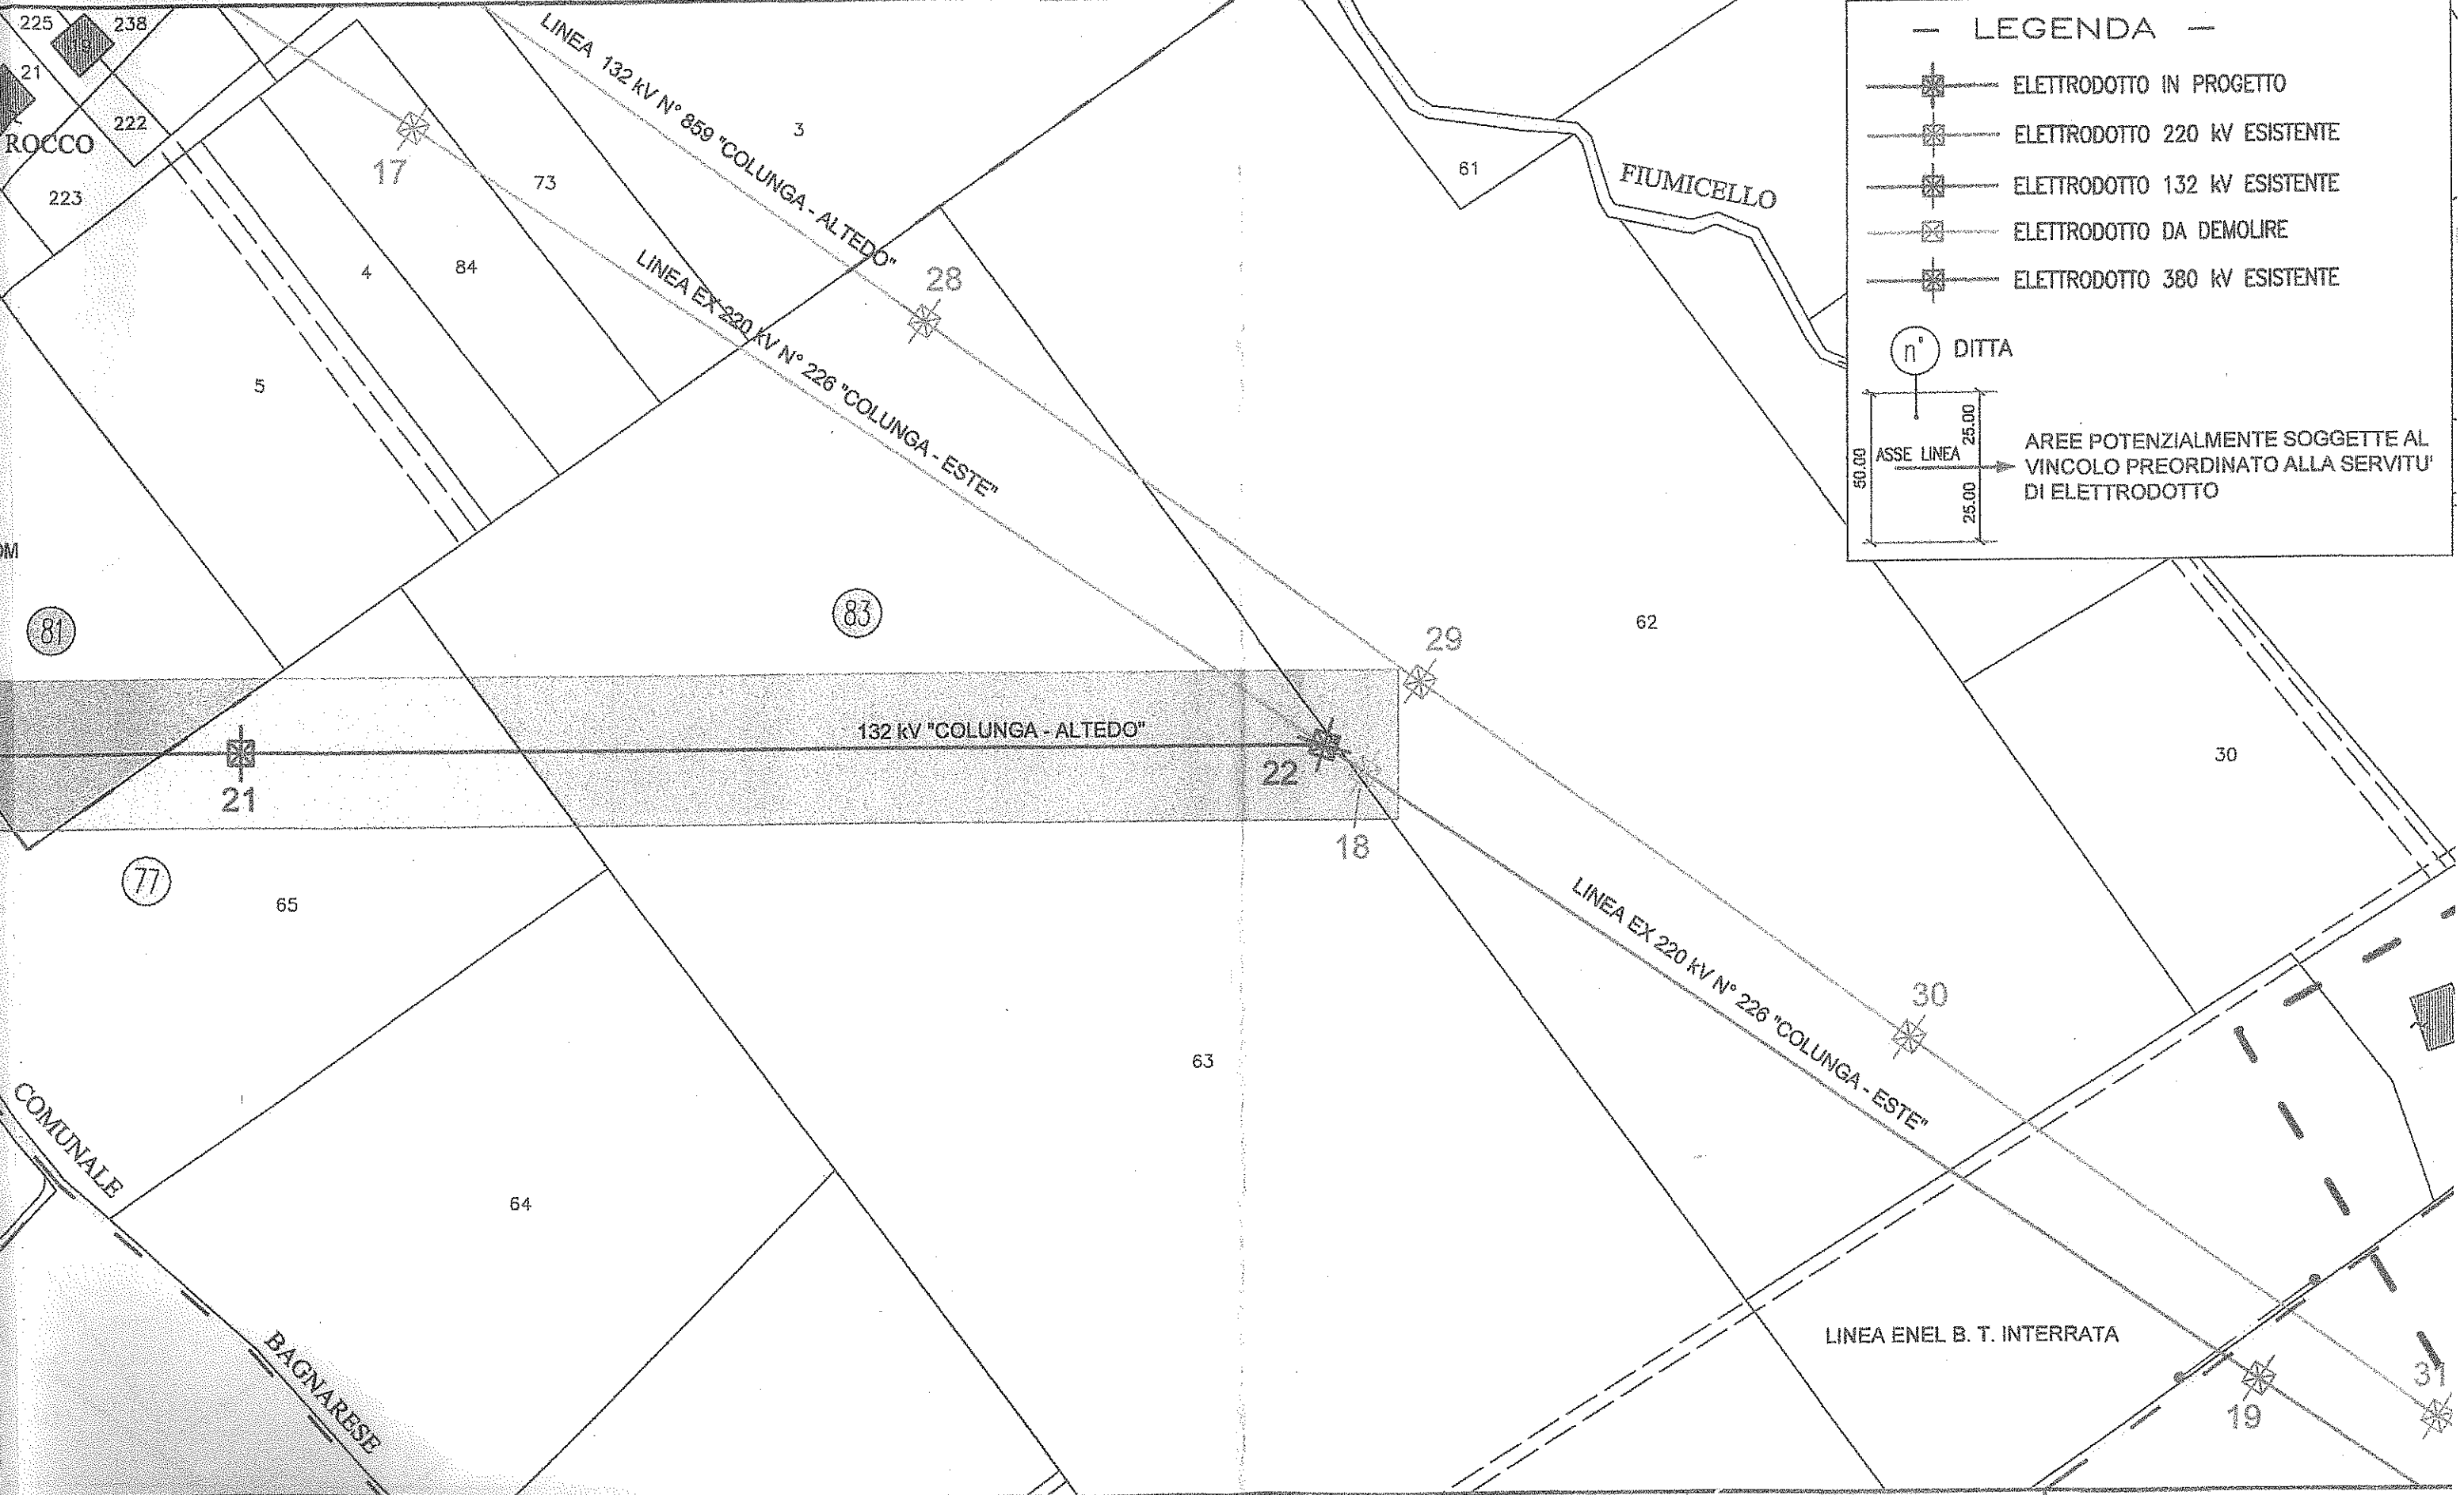 225
238
19
21
222
ROCCO
223
17
73
4
84
5
3
LINEA 132 kV N° 859 "COLUNGA - ALTEDO"
28
LINEA EX 220 kV N° 226 "COLUNGA - ESTE"
61
FIUMICELLO
— LEGENDA —
ELETTRODOTTO IN PROGETTO
ELETTRODOTTO 220 kV ESISTENTE
ELETTRODOTTO 132 kV ESISTENTE
ELETTRODOTTO DA DEMOLIRE
ELETTRODOTTO 380 kV ESISTENTE
n° DITTA
50.00
ASSE LINEA
25.00
25.00
AREE POTENZIALMENTE SOGGETTE AL
VINCOLO PREORDINATO ALLA SERVITU'
DI ELETTRODOTTO
OM
81
83
62
29
30
132 kV "COLUNGA - ALTEDO"
21
22
18
77
65
LINEA EX 220 kV N° 226 "COLUNGA - ESTE"
30
63
64
COMUNALE
BAGNARESE
LINEA ENEL B. T. INTERRATA
19
31